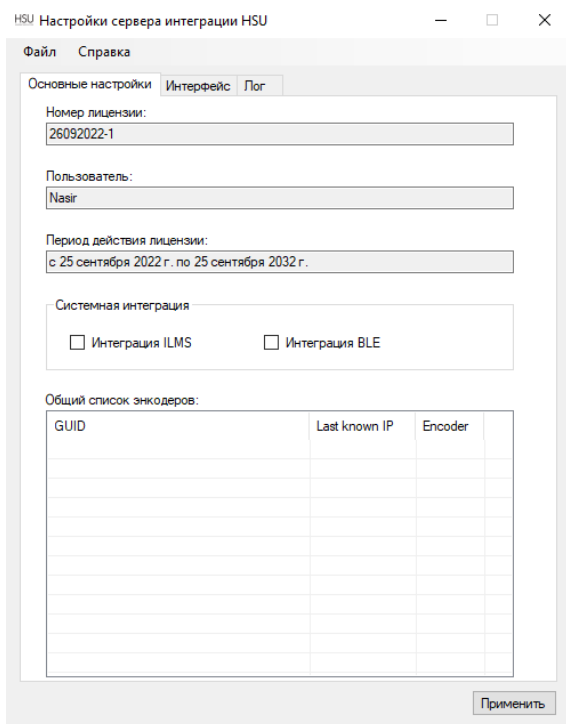 HSU Настройки сервера интеграции HSU
Файл Справка
Основные настройки Интерфейс Лог
Номер лицензии:
26092022-1
Пользователь:
Nasir
Период действия лицензии:
с 25 сентября 2022 г. по 25 сентября 2032 г.
Системная интеграция
Интеграция ILMS Интеграция BLE
Общий список энкодеров:
GUID Last known IP Encoder
Применить